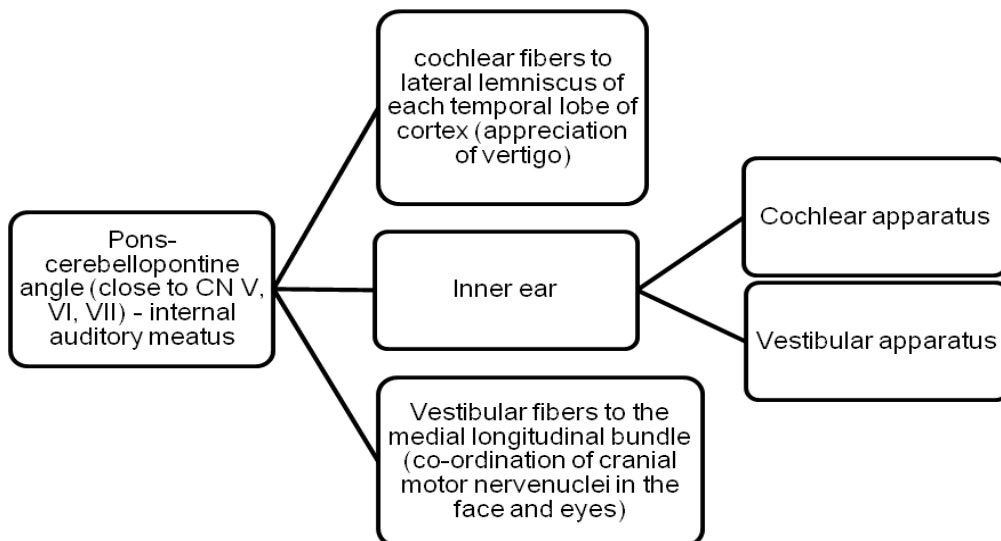 cochlear fibers to
lateral lemniscus of
each temporal lobe of
cortex (appreciation
of vertigo)
Pons-
cerebellopontine
angle (close to CN V,
VI, VII) - internal
auditory meatus
Inner ear
Cochlear apparatus
Vestibular apparatus
Vestibular fibers to the
medial longitudinal bundle
(co-ordination of cranial
motor nervenuclei in the
face and eyes)